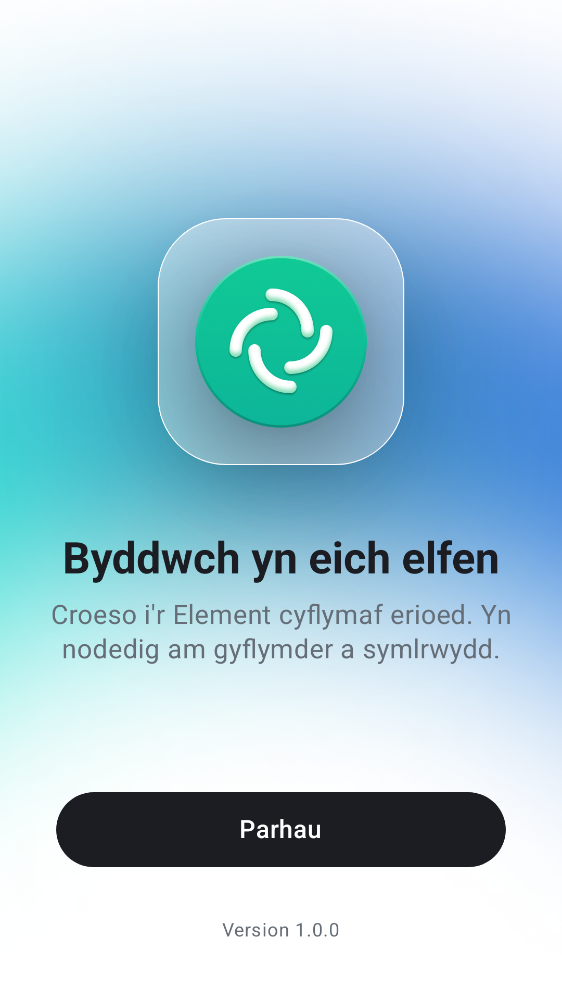 Byddwch yn eich elfen
Croeso i'r Element cyflymaf erioed. Yn
nodedig am gyflymder a symlrwydd.
Parhau
Version 1.0.0